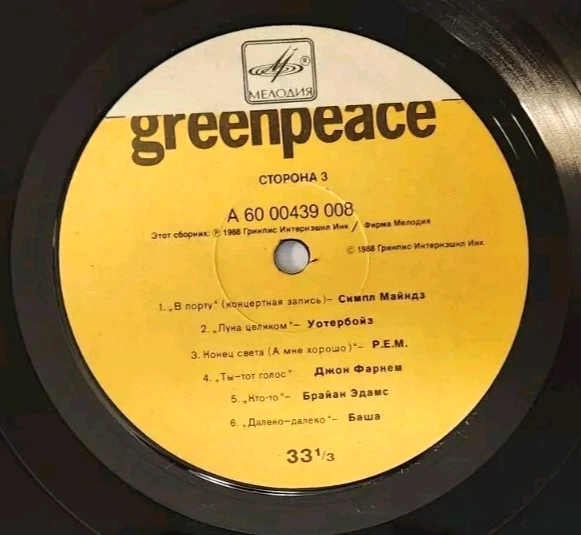 МЕЛОДИЯ
greenpeace
СТОРОНА 3
А 60 00439 008
Этот сборник: ℗ 1988 Гринпис Интернэшнл Инк / Фирма Мелодия
© 1988 Гринпис Интернэшнл Инк
1. „В порту" (концертная запись)– Симпл Майндз
2. „Луна целиком"– Уотербойз
3. Конец света (А мне хорошо)"– Р.Е.М.
4. „Ты–тот голос" Джон Фарнем
5. „Кто-то"– Брайан Эдамс
6. „Далеко-далеко"– Баша
33 1/3